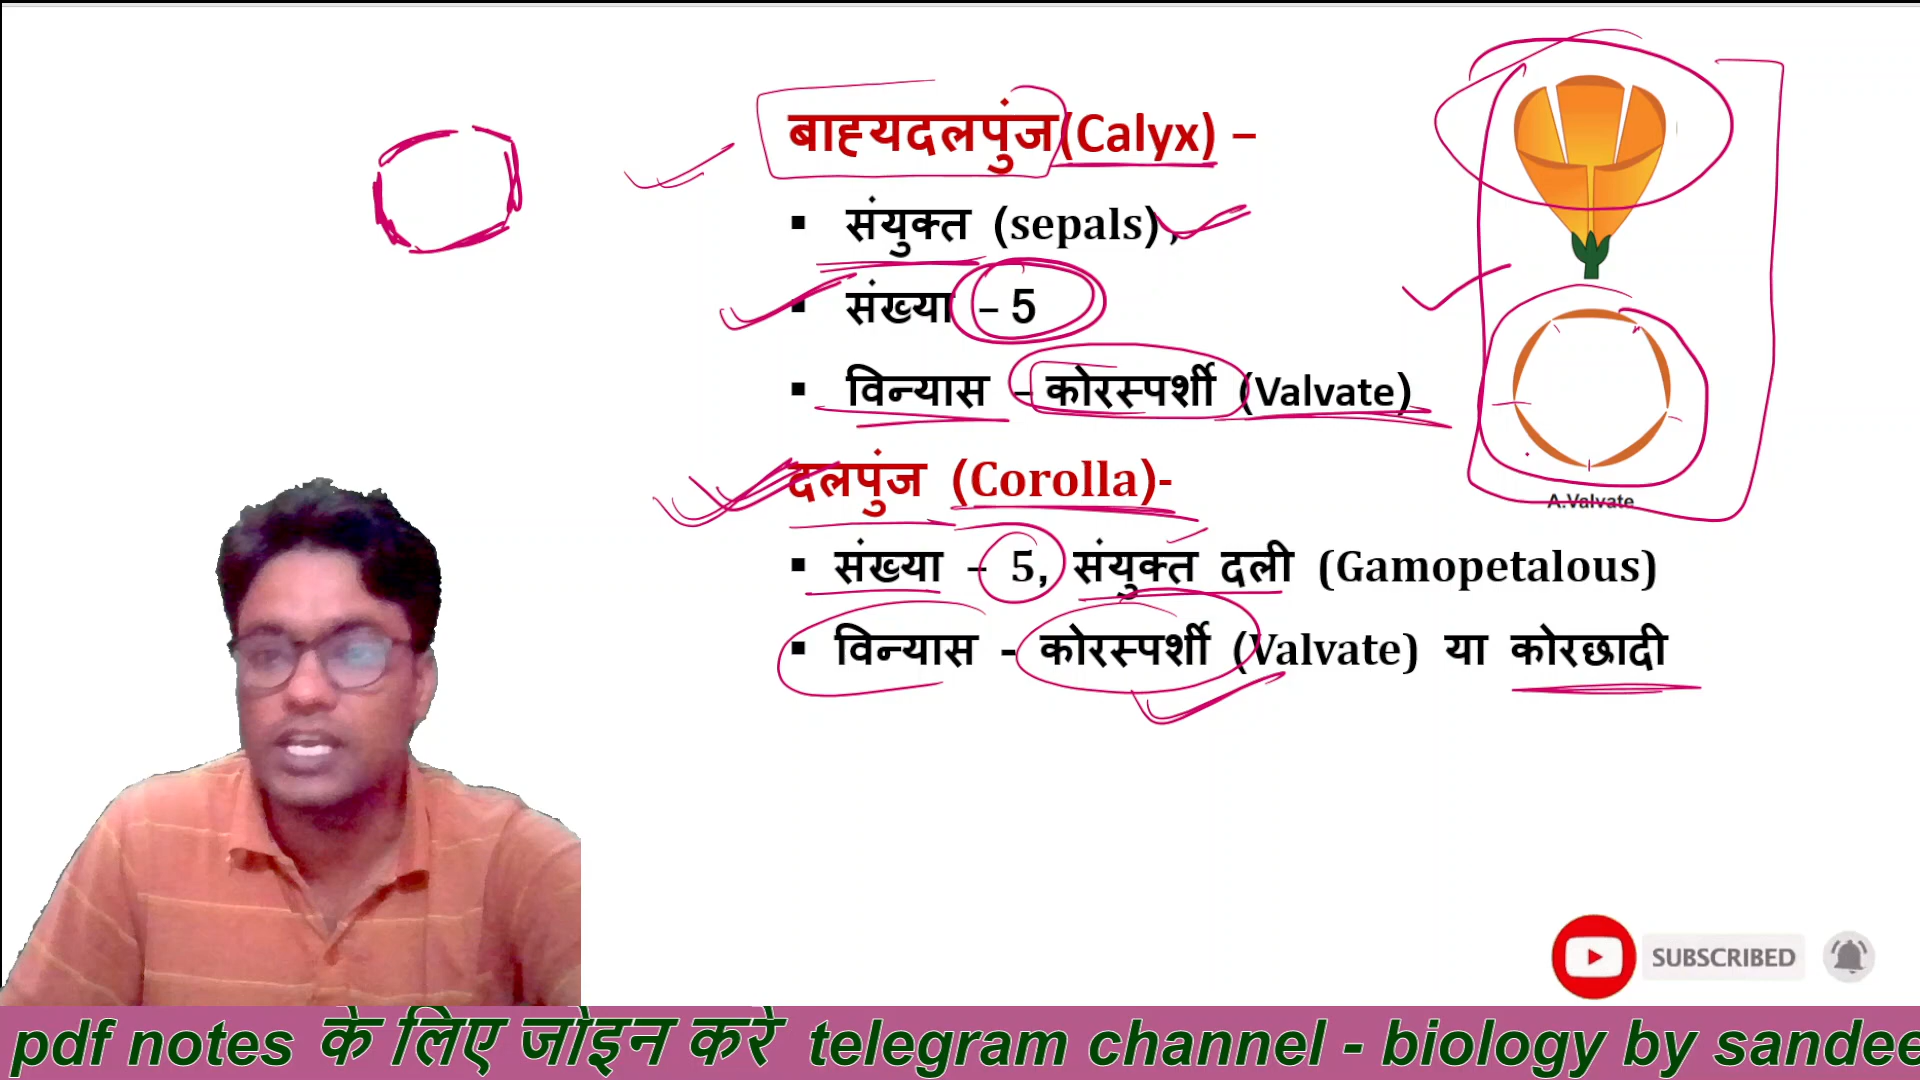 बाह्यदलपुंज(Calyx) –
▪ संयुक्त (sepals),
▪ संख्या – 5
▪ विन्यास – कोरस्पर्शी (Valvate)
दलपुंज (Corolla)-
▪ संख्या – 5, संयुक्त दली (Gamopetalous)
▪ विन्यास - कोरस्पर्शी (Valvate) या कोरछादी
A.Valvate
SUBSCRIBED
pdf notes के लिए जोइन करे telegram channel - biology by sandee